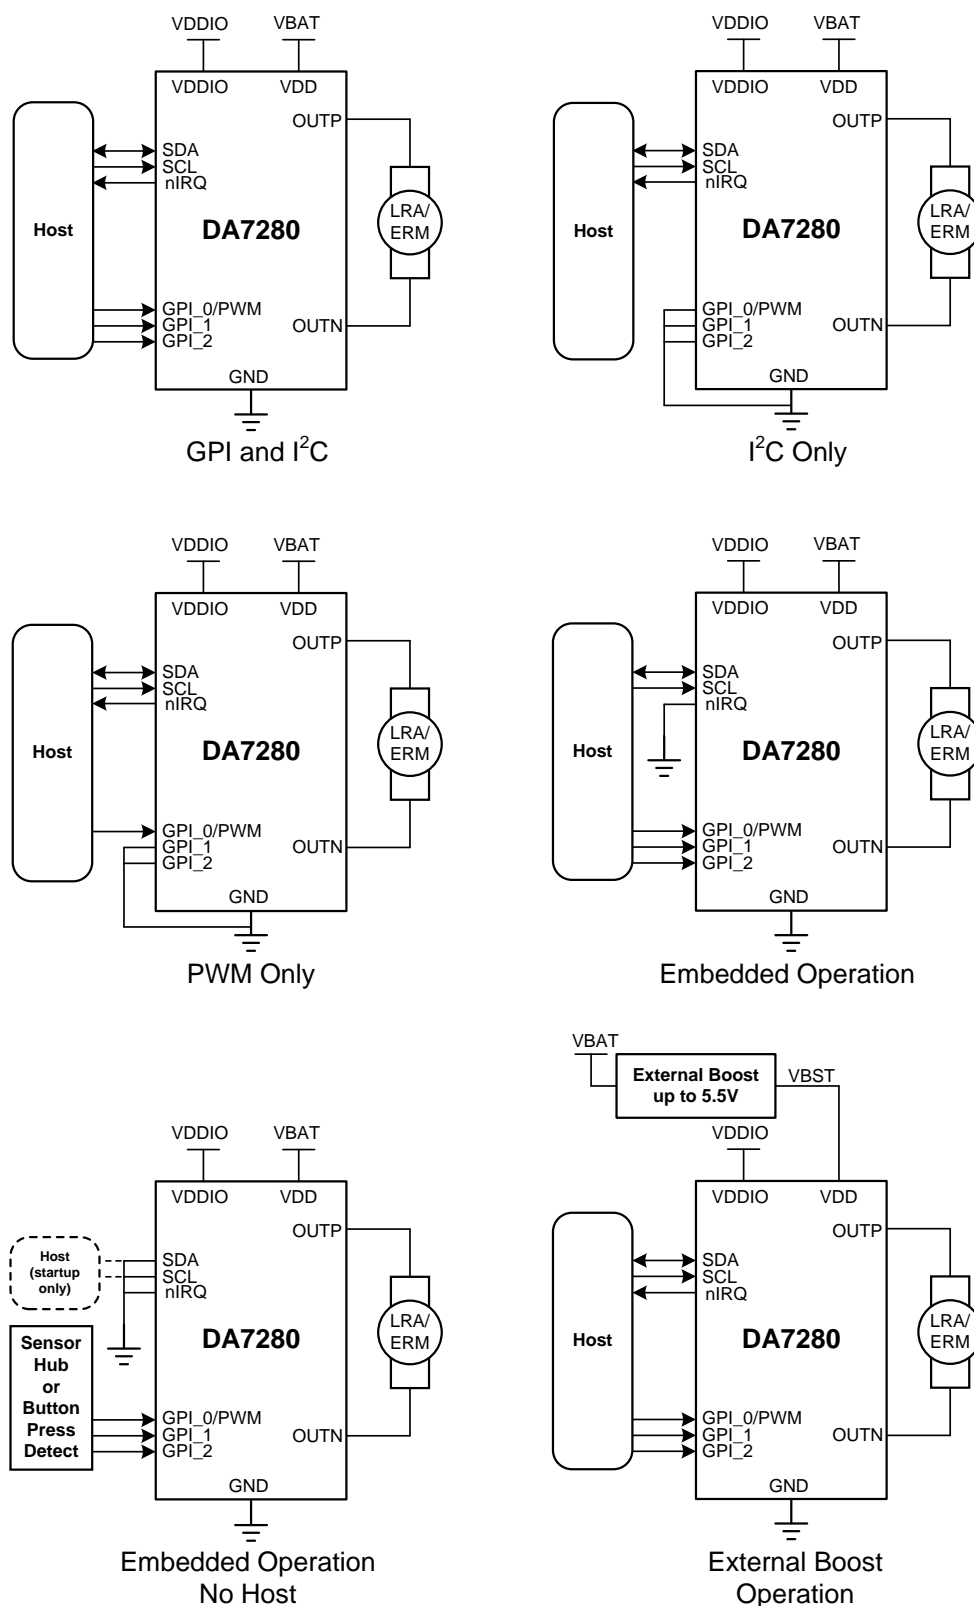 VDDIO VBAT
VDDIO VDD
OUTP
SDA
SCL
nIRQ
Host
DA7280
LRA/
ERM
GPI_0/PWM
GPI_1
GPI_2
OUTN
GND
GPI and I²C
VDDIO VBAT
VDDIO VDD
OUTP
SDA
SCL
nIRQ
Host
DA7280
LRA/
ERM
GPI_0/PWM
GPI_1
GPI_2
OUTN
GND
I²C Only
VDDIO VBAT
VDDIO VDD
OUTP
SDA
SCL
nIRQ
Host
DA7280
LRA/
ERM
GPI_0/PWM
GPI_1
GPI_2
OUTN
GND
PWM Only
VDDIO VBAT
VDDIO VDD
OUTP
SDA
SCL
nIRQ
Host
DA7280
LRA/
ERM
GPI_0/PWM
GPI_1
GPI_2
OUTN
GND
Embedded Operation
VDDIO VBAT
VDDIO VDD
OUTP
Host
(startup
only)
SDA
SCL
nIRQ
Sensor
Hub
or
Button
Press
Detect
DA7280
LRA/
ERM
GPI_0/PWM
GPI_1
GPI_2
OUTN
GND
Embedded Operation
No Host
VBAT
External Boost
up to 5.5V
VBST
VDDIO
VDDIO VDD
OUTP
SDA
SCL
nIRQ
Host
DA7280
LRA/
ERM
GPI_0/PWM
GPI_1
GPI_2
OUTN
GND
External Boost
Operation